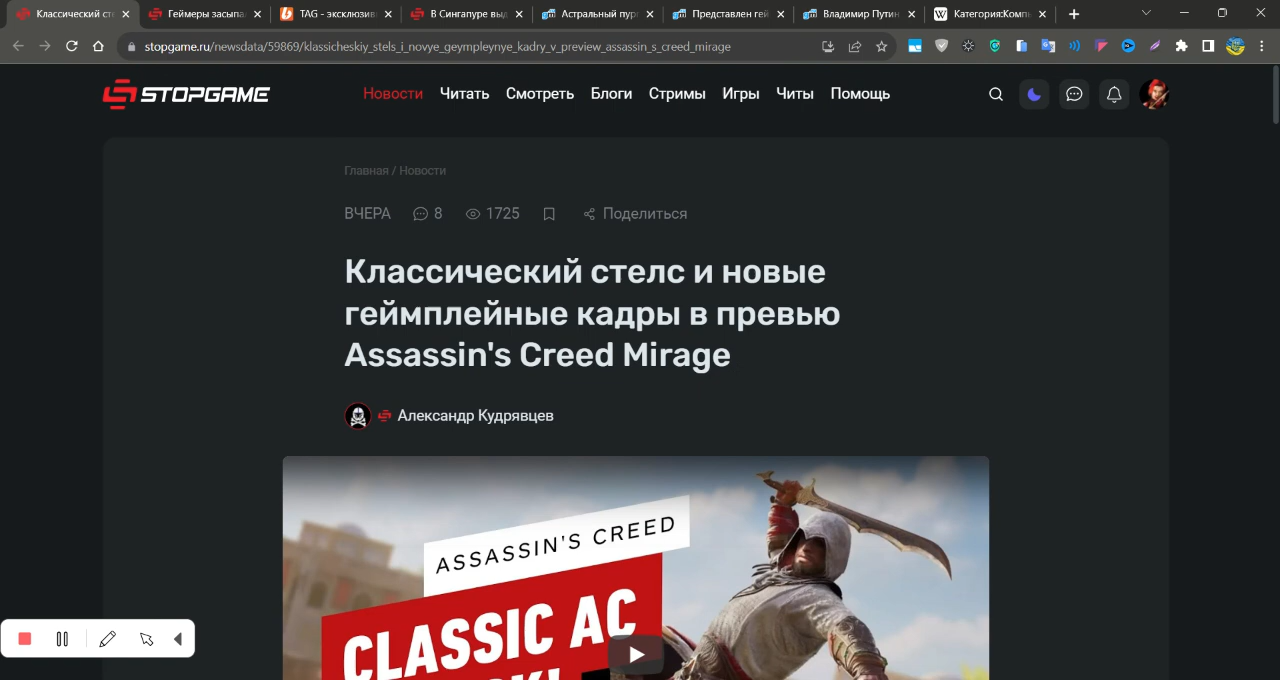 Классический сте
Геймеры засыпа
TAG - эксклюзив
В Сингапуре выд
Астральный пур
Представлен гей
Владимир Путин
Категория:Комп
stopgame.ru/newsdata/59869/klassicheskiy_stels_i_novye_geympleynye_kadry_v_preview_assassin_s_creed_mirage
STOPGAME
Новости Читать Смотреть Блоги Стримы Игры Читы Помощь
Главная / Новости
ВЧЕРА 8 1725 Поделиться
Классический стелс и новые
геймплейные кадры в превью
Assassin's Creed Mirage
Александр Кудрявцев
ASSASSIN'S CREED
CLASSIC AC